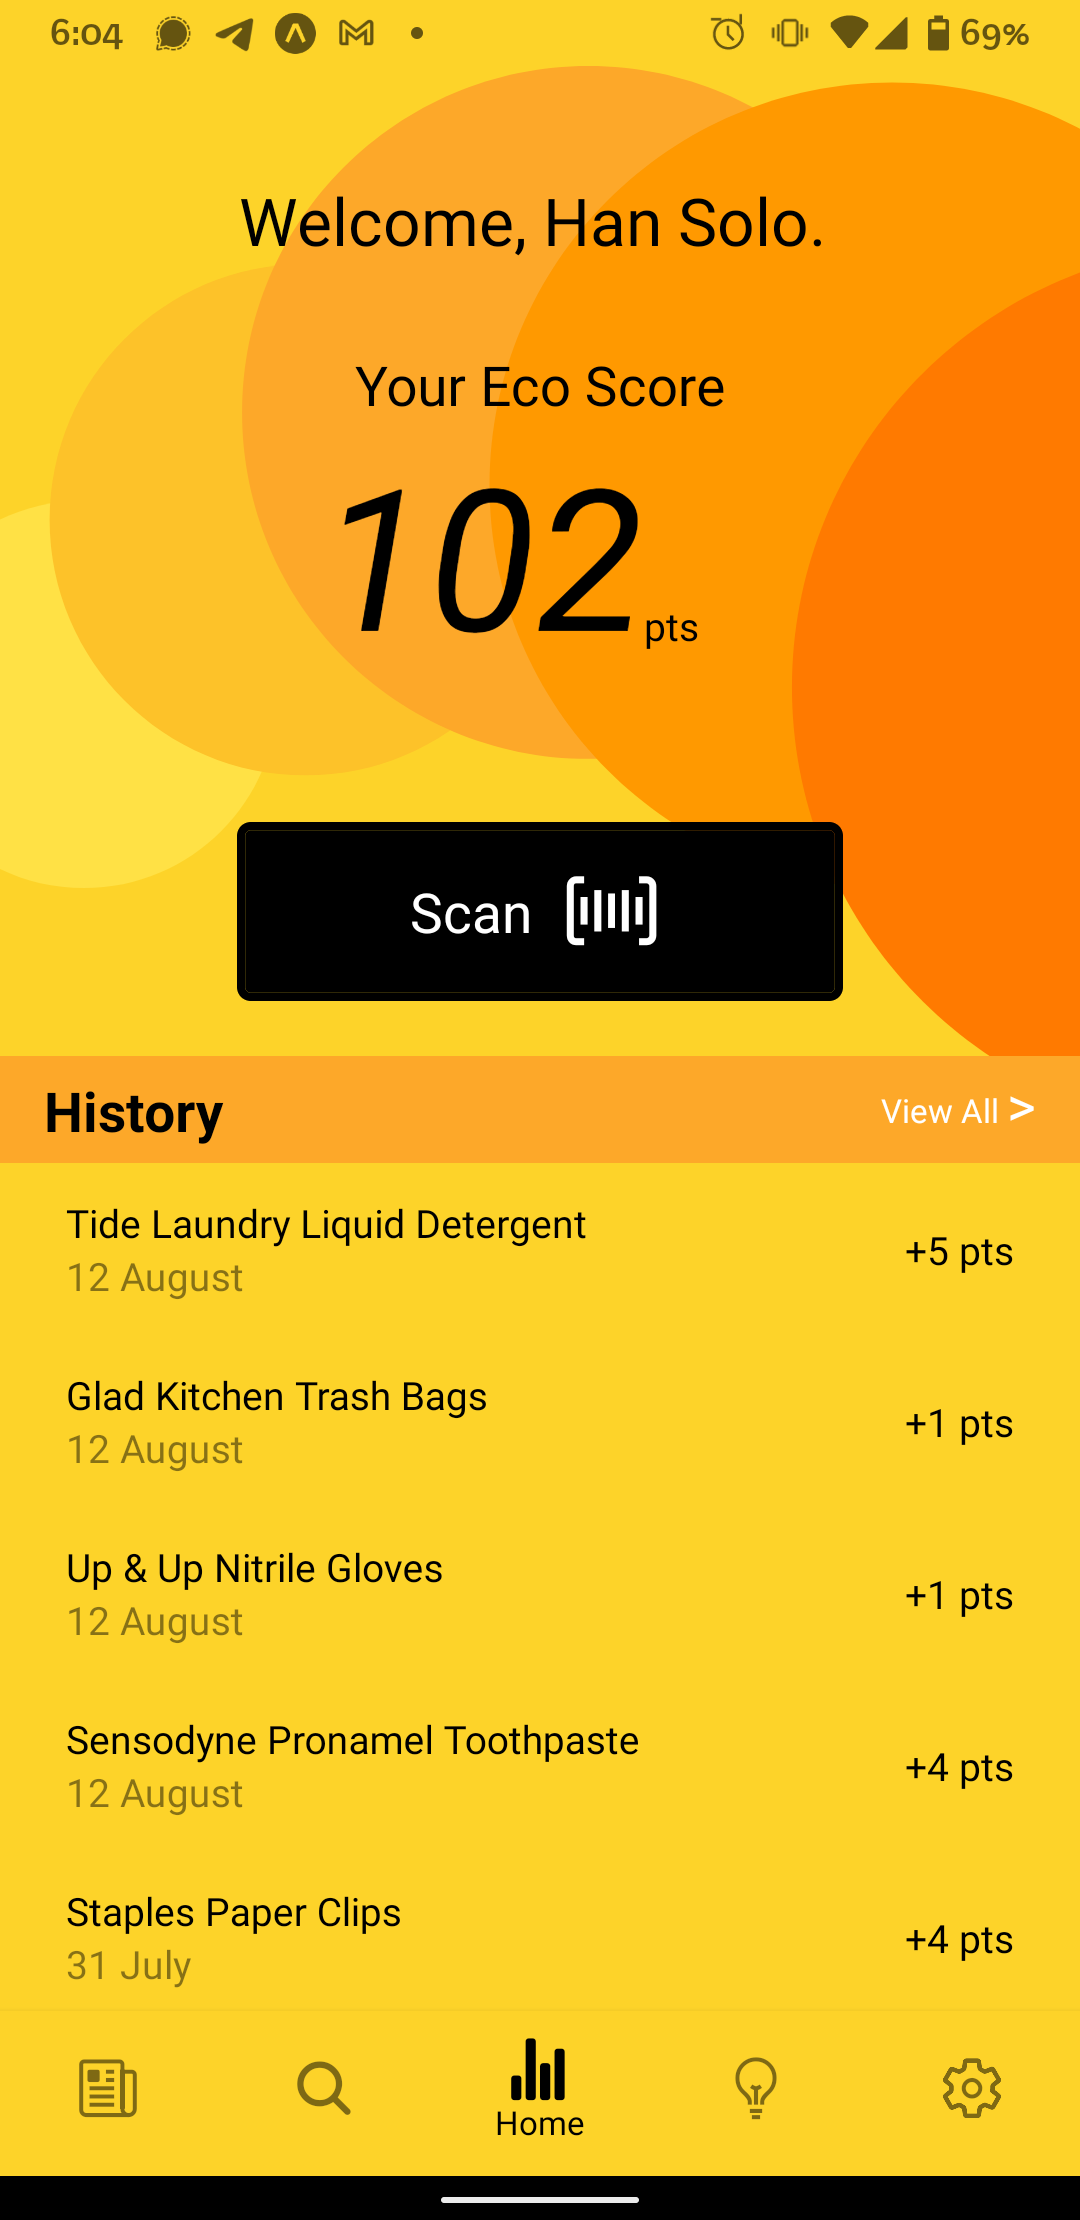 6:04 69%
Welcome, Han Solo.
Your Eco Score
102 pts
Scan
History View All >
Tide Laundry Liquid Detergent
12 August
+5 pts
Glad Kitchen Trash Bags
12 August
+1 pts
Up & Up Nitrile Gloves
12 August
+1 pts
Sensodyne Pronamel Toothpaste
12 August
+4 pts
Staples Paper Clips
31 July
+4 pts
Home